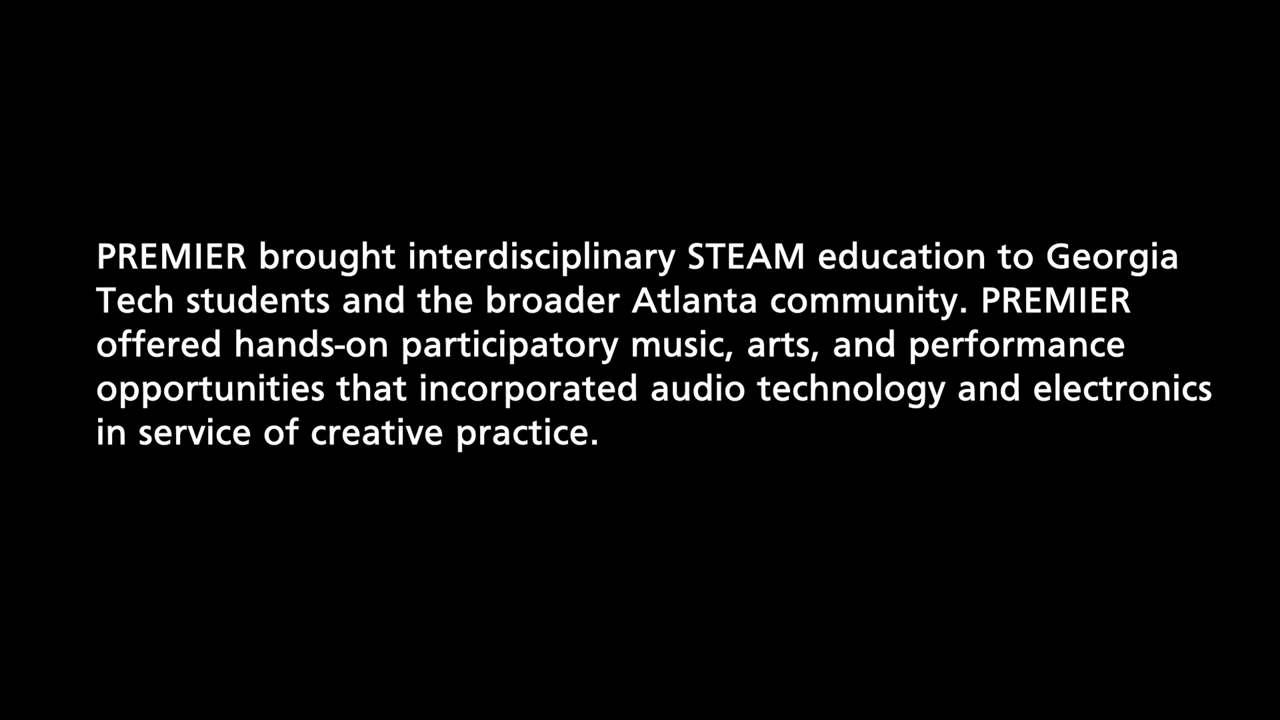 PREMIER brought interdisciplinary STEAM education to Georgia
Tech students and the broader Atlanta community. PREMIER
offered hands-on participatory music, arts, and performance
opportunities that incorporated audio technology and electronics
in service of creative practice.